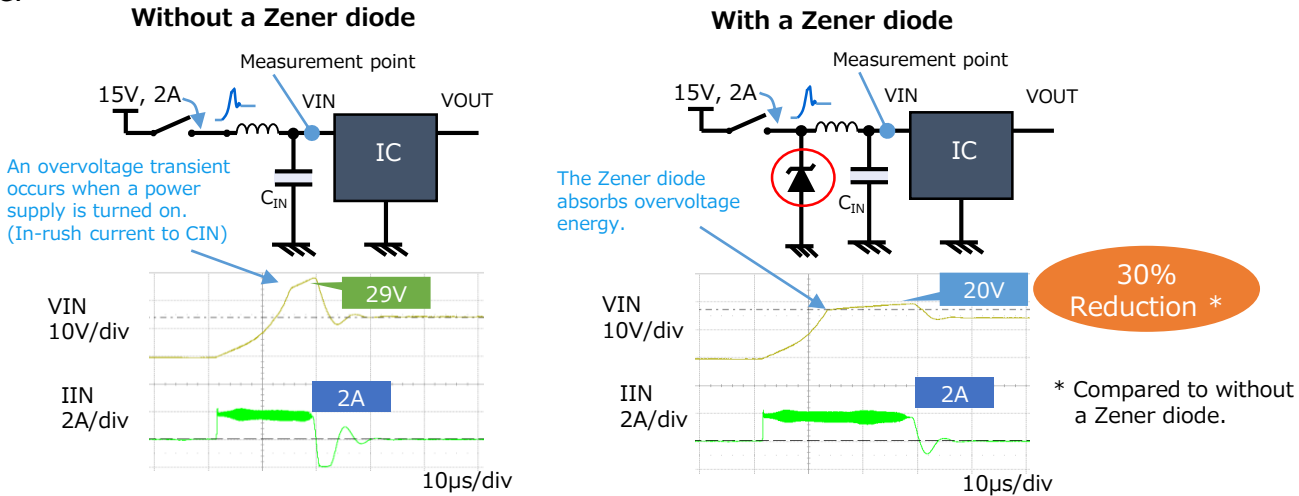 Without a Zener diode
Measurement point
15V, 2A
VIN
VOUT
IC
An overvoltage transient
occurs when a power
supply is turned on.
(In-rush current to CIN)
CIN
29V
VIN
10V/div
IIN
2A/div
2A
10μs/div
With a Zener diode
Measurement point
15V, 2A
VIN
VOUT
IC
The Zener diode
absorbs overvoltage
energy.
CIN
20V
30%
Reduction *
VIN
10V/div
IIN
2A/div
2A
* Compared to without
a Zener diode.
10μs/div